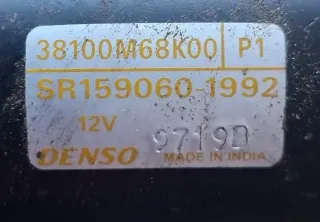 38100M68K00 P1
SR159060-1992
12V 9719D
DENSO MADE IN INDIA